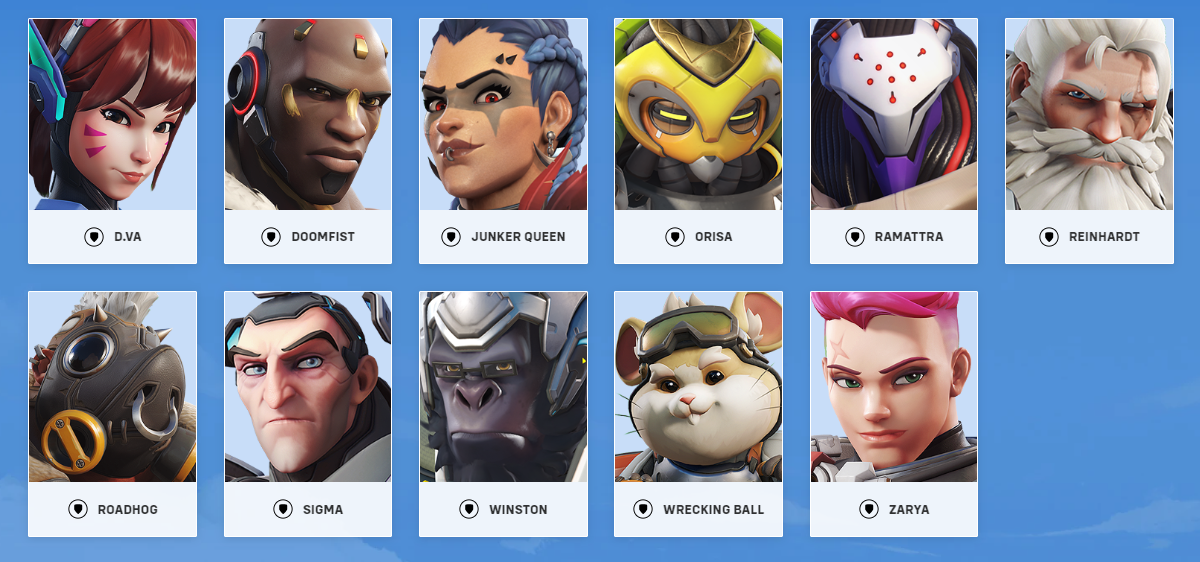 D.VA
DOOMFIST
JUNKER QUEEN
ORISA
RAMATTRA
REINHARDT
ROADHOG
SIGMA
WINSTON
WRECKING BALL
ZARYA